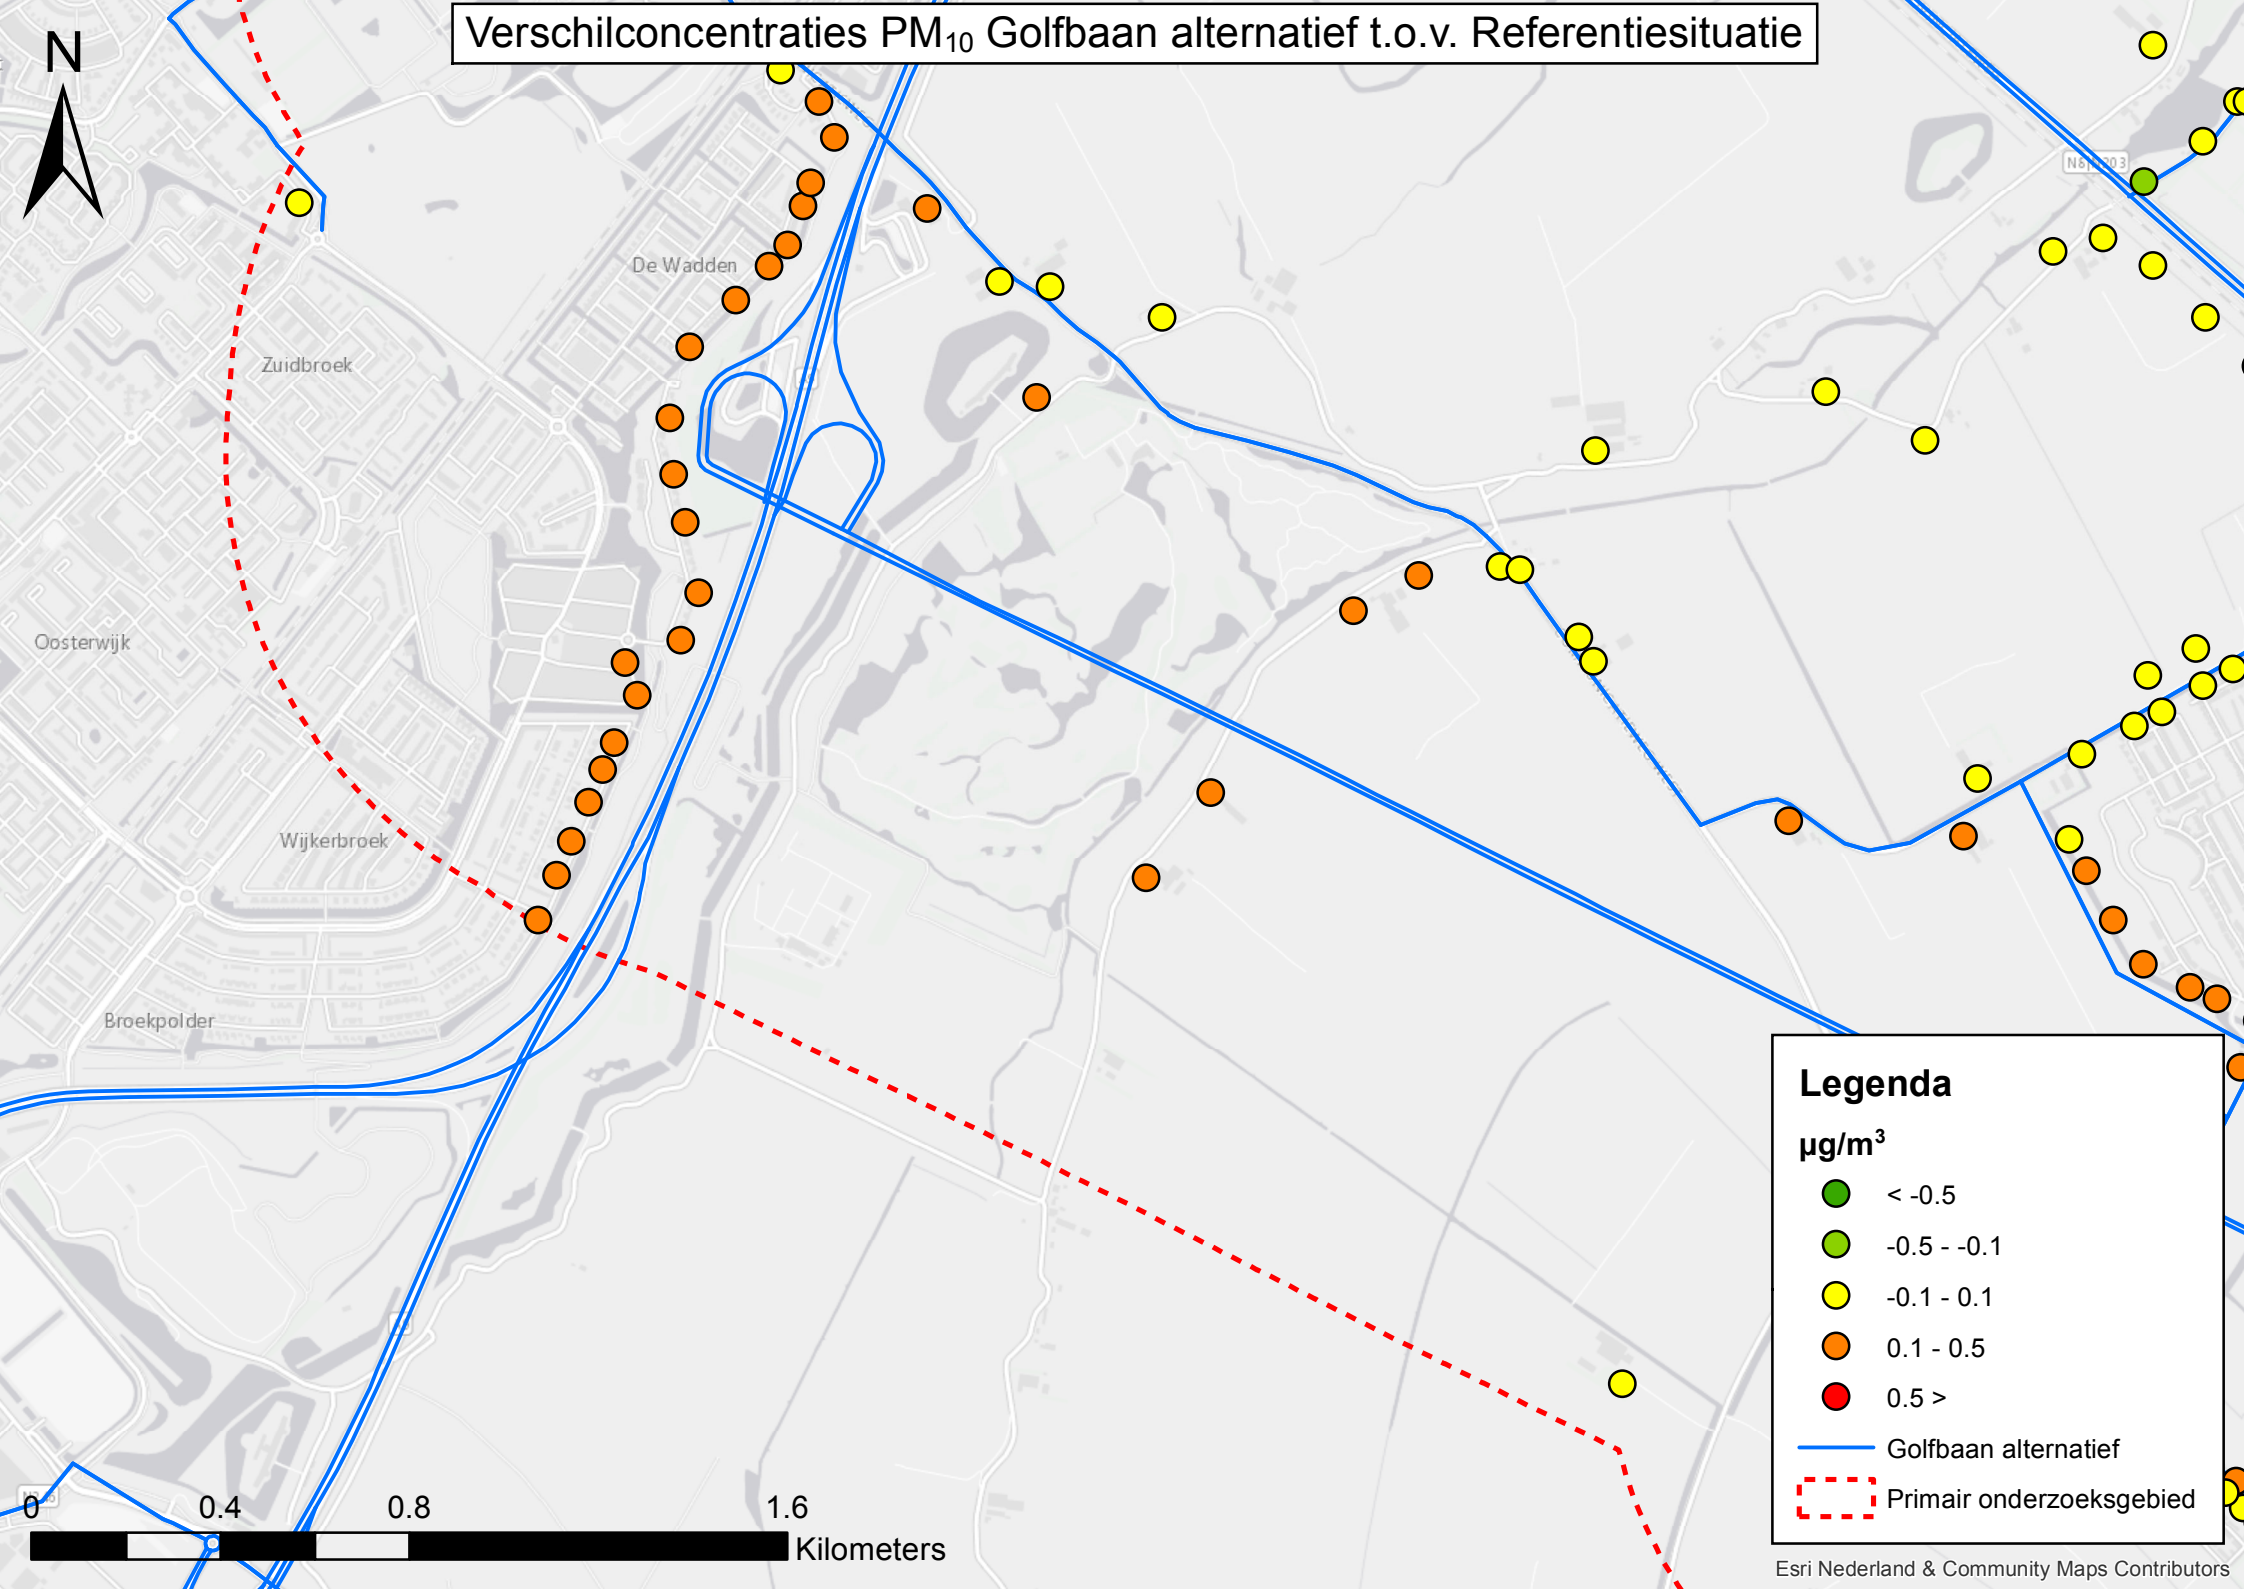 Verschilconcentraties PM10 Golfbaan alternatief t.o.v. Referentiesituatie
N
De Wadden
Zuidbroek
Oosterwijk
Wijkerbroek
Broekpolder
Legenda
µg/m³
< -0.5
-0.5 - -0.1
-0.1 - 0.1
0.1 - 0.5
0.5 >
Golfbaan alternatief
Primair onderzoeksgebied
0 0.4 0.8 1.6
Kilometers
Esri Nederland & Community Maps Contributors